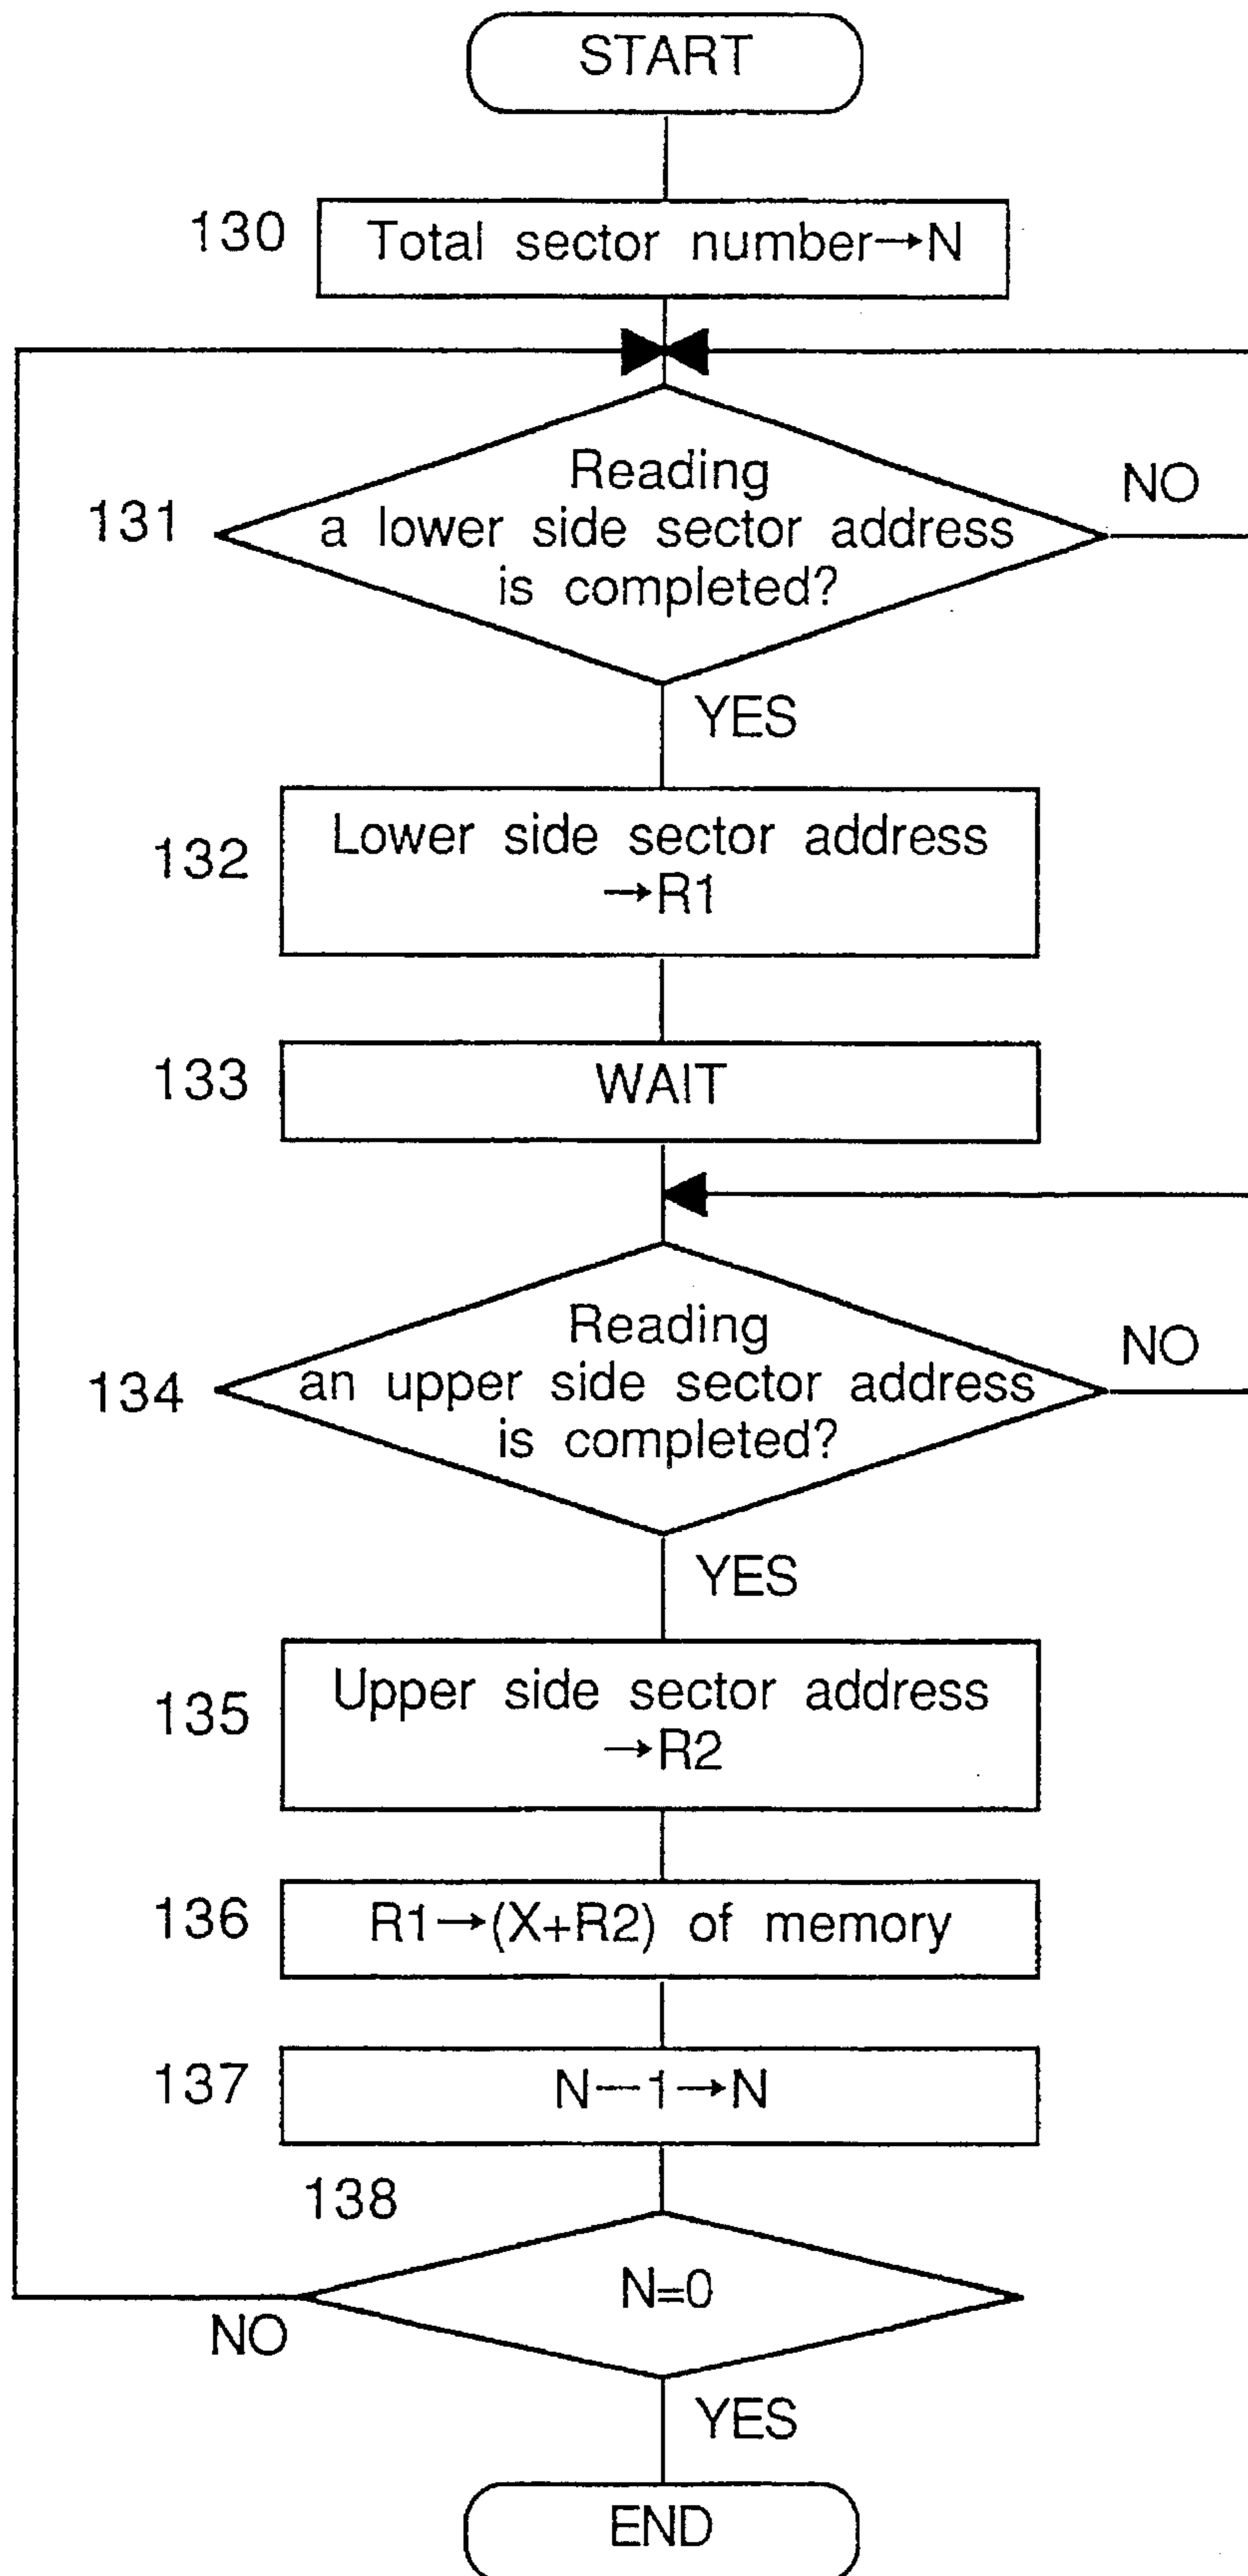 START
130
Total sector number→N
Reading
a lower side sector address
is completed?
131
NO
YES
132
Lower side sector address
→R1
133
WAIT
Reading
an upper side sector address
is completed?
134
NO
YES
135
Upper side sector address
→R2
136
R1→(X+R2) of memory
137
N—1→N
138
N=0
NO
YES
END